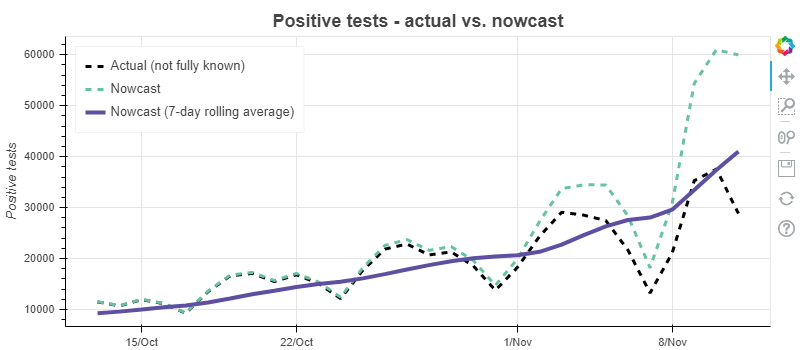 Positive tests - actual vs. nowcast
Actual (not fully known)
Nowcast
Nowcast (7-day rolling average)
Positive tests
60000
50000
40000
30000
20000
10000
15/Oct
22/Oct
1/Nov
8/Nov